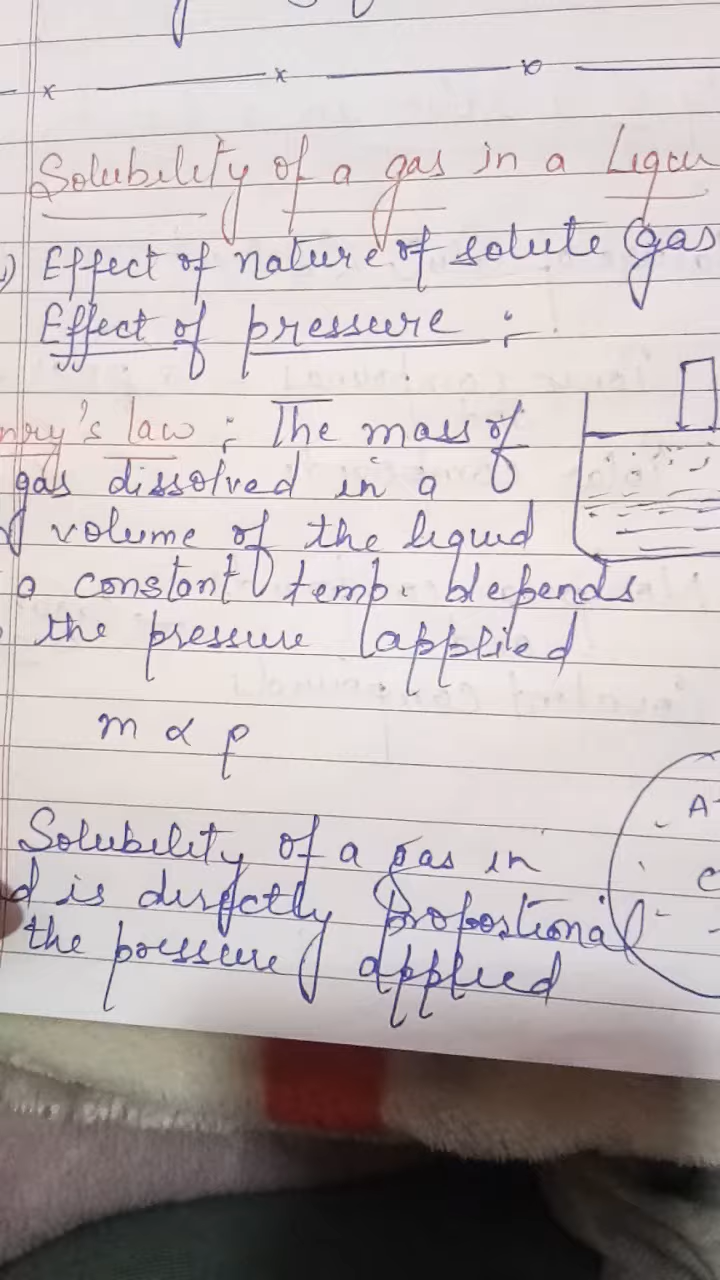 Solubility of a gas in a Liqu
) Effect of nature of solute (gas
Effect of pressure :-
nry's law : The mass of
gas dissolved in a
volume of the liquid
a constant temp. depends
the pressure applied
m ∝ p
Solubility of a gas in
d is directly proportional
the pressure applied
A
C